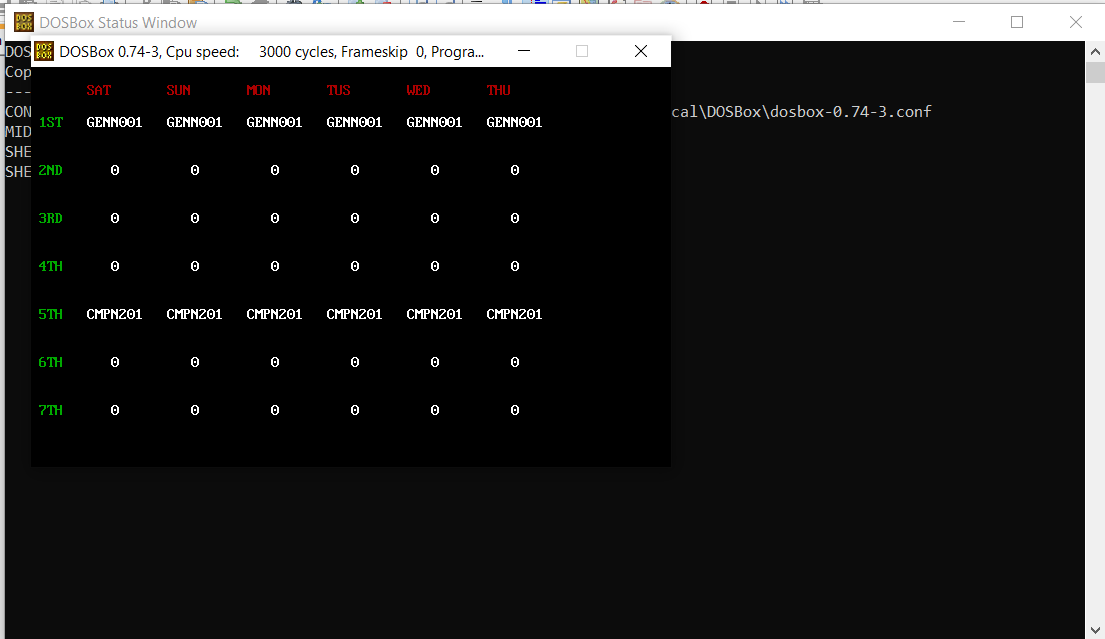 DOSBox Status Window
DOSBox 0.74-3, Cpu speed: 3000 cycles, Frameskip 0, Progra...
DOS
Cop
---
CON
cal\DOSBox\dosbox-0.74-3.conf
MID
SHE
SHE
SAT SUN MON TUS WED THU
1ST GENN001 GENN001 GENN001 GENN001 GENN001 GENN001
2ND 0 0 0 0 0 0
3RD 0 0 0 0 0 0
4TH 0 0 0 0 0 0
5TH CMPN201 CMPN201 CMPN201 CMPN201 CMPN201 CMPN201
6TH 0 0 0 0 0 0
7TH 0 0 0 0 0 0